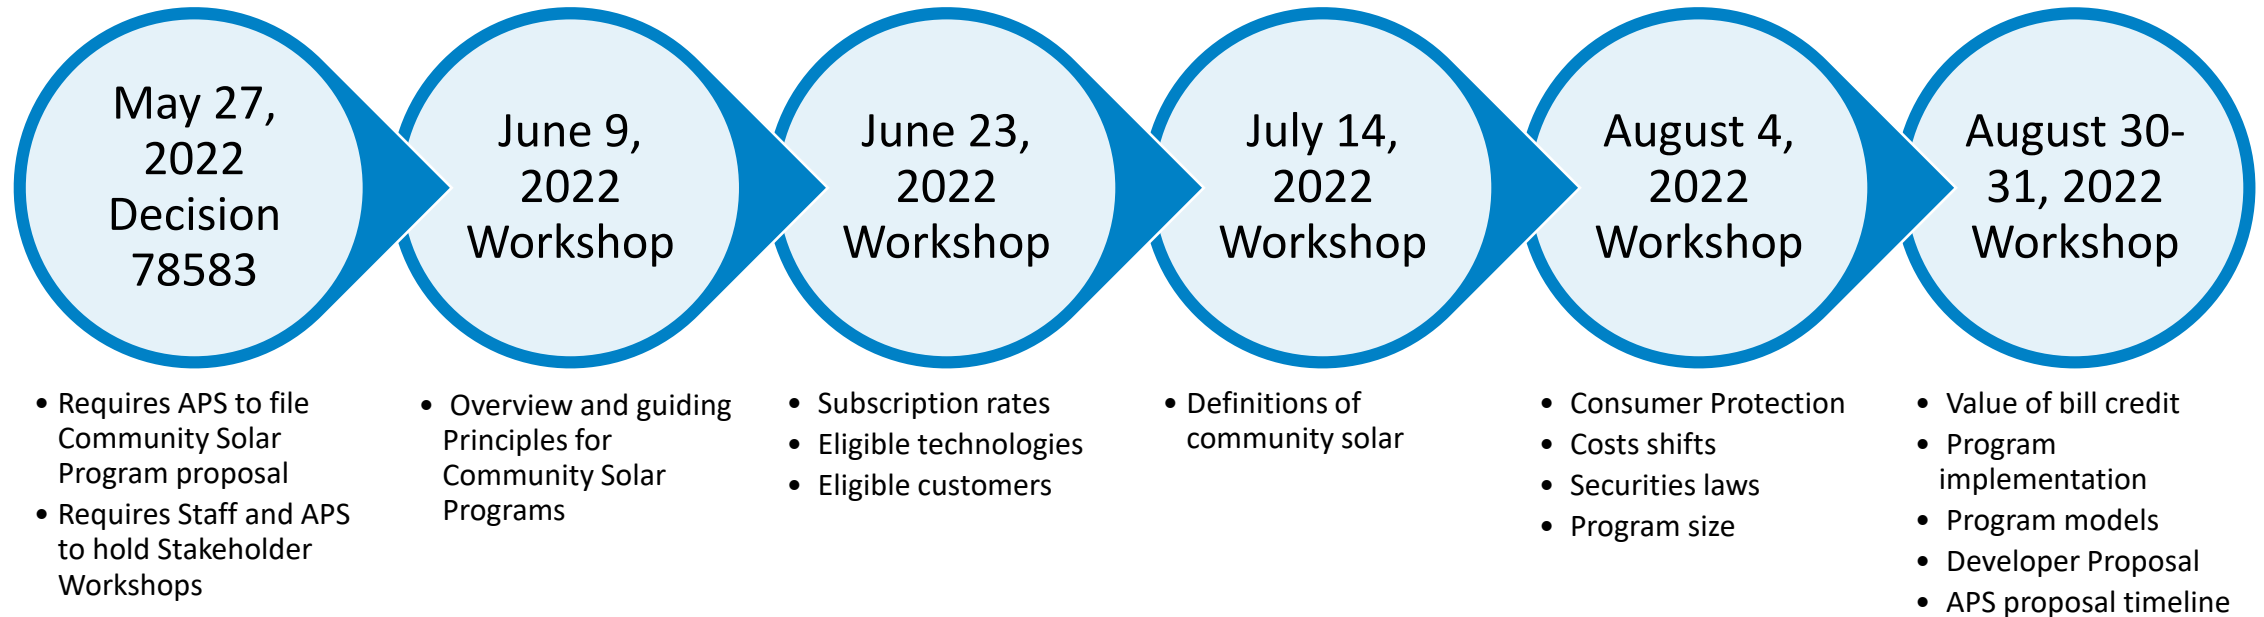 May 27,
2022
Decision
78583
• Requires APS to file
Community Solar
Program proposal
• Requires Staff and APS
to hold Stakeholder
Workshops
June 9,
2022
Workshop
• Overview and guiding
Principles for
Community Solar
Programs
June 23,
2022
Workshop
• Subscription rates
• Eligible technologies
• Eligible customers
July 14,
2022
Workshop
• Definitions of
community solar
August 4,
2022
Workshop
• Consumer Protection
• Costs shifts
• Securities laws
• Program size
August 30-
31, 2022
Workshop
• Value of bill credit
• Program
implementation
• Program models
• Developer Proposal
• APS proposal timeline